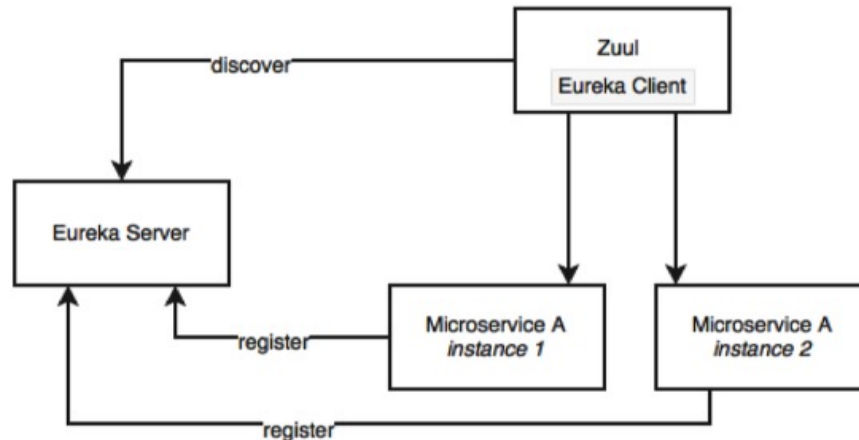 Zuul
Eureka Client
discover
Eureka Server
Microservice A
instance 1
Microservice A
instance 2
register
register